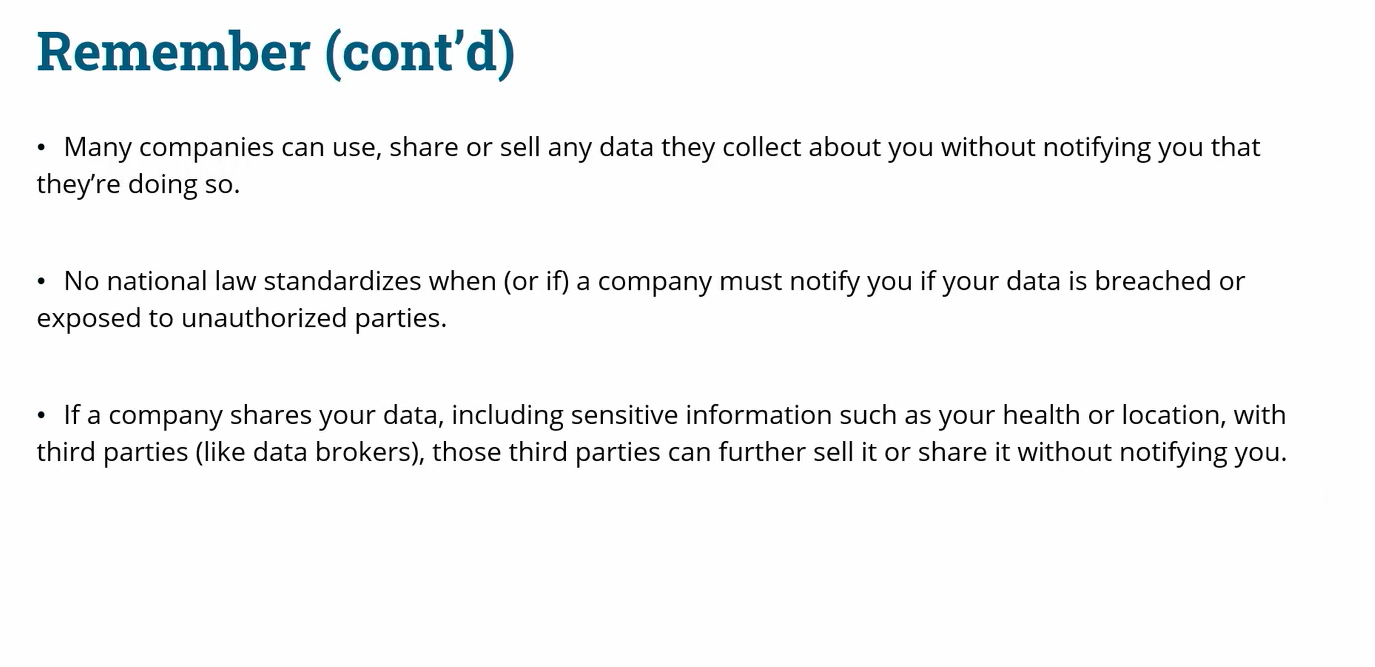 Remember (cont’d)
• Many companies can use, share or sell any data they collect about you without notifying you that
they’re doing so.
• No national law standardizes when (or if) a company must notify you if your data is breached or
exposed to unauthorized parties.
• If a company shares your data, including sensitive information such as your health or location, with
third parties (like data brokers), those third parties can further sell it or share it without notifying you.